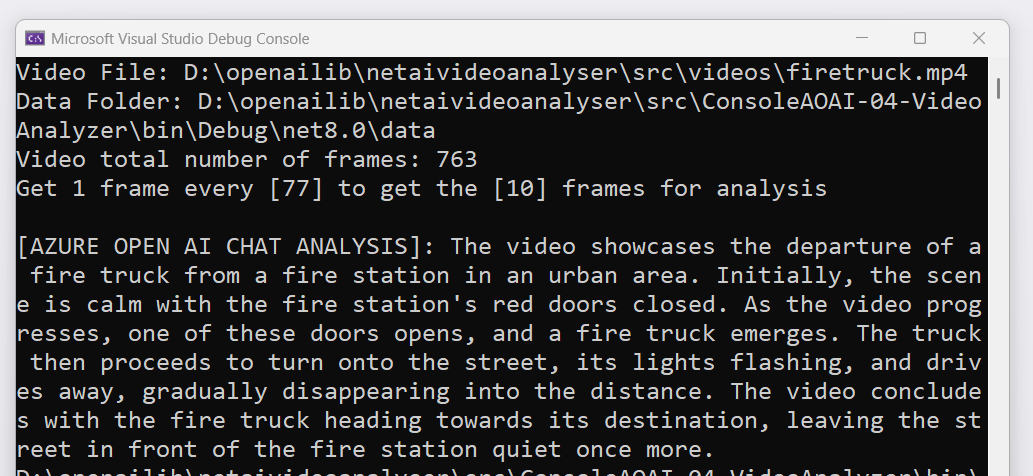 Microsoft Visual Studio Debug Console
Video File: D:\openailib\netaivideoanalyser\src\videos\firetruck.mp4
Data Folder: D:\openailib\netaivideoanalyser\src\ConsoleAOAI-04-Video
Analyzer\bin\Debug\net8.0\data
Video total number of frames: 763
Get 1 frame every [77] to get the [10] frames for analysis
[AZURE OPEN AI CHAT ANALYSIS]: The video showcases the departure of a
 fire truck from a fire station in an urban area. Initially, the scen
e is calm with the fire station's red doors closed. As the video prog
resses, one of these doors opens, and a fire truck emerges. The truck
 then proceeds to turn onto the street, its lights flashing, and driv
es away, gradually disappearing into the distance. The video conclude
s with the fire truck heading towards its destination, leaving the st
reet in front of the fire station quiet once more.
D:\openailib\netaivideoanalyser\src\ConsoleAOAI-04-VideoAnalyzer\bin\